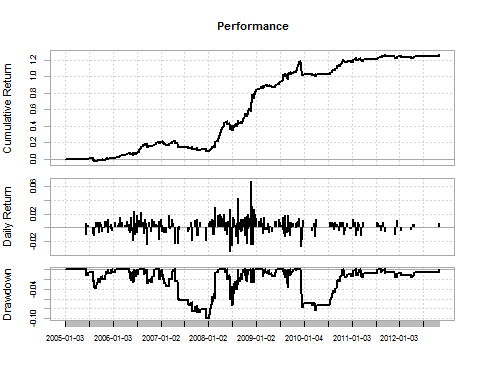 Performance
Cumulative Return
0.0 0.2 0.4 0.6 0.8 1.0 1.2
Daily Return
-0.02 0.02 0.06
Drawdown
-0.10 -0.04
2005-01-03 2006-01-03 2007-01-02 2008-01-02 2009-01-02 2010-01-04 2011-01-03 2012-01-03